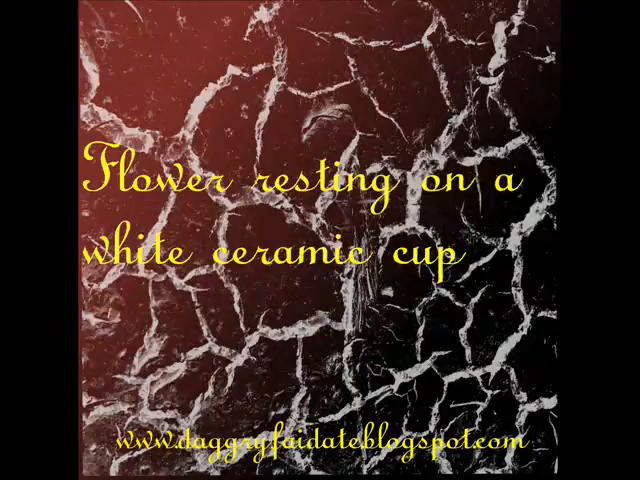 Flower resting on a
white ceramic cup
www.daggryfaidateblogspot.com